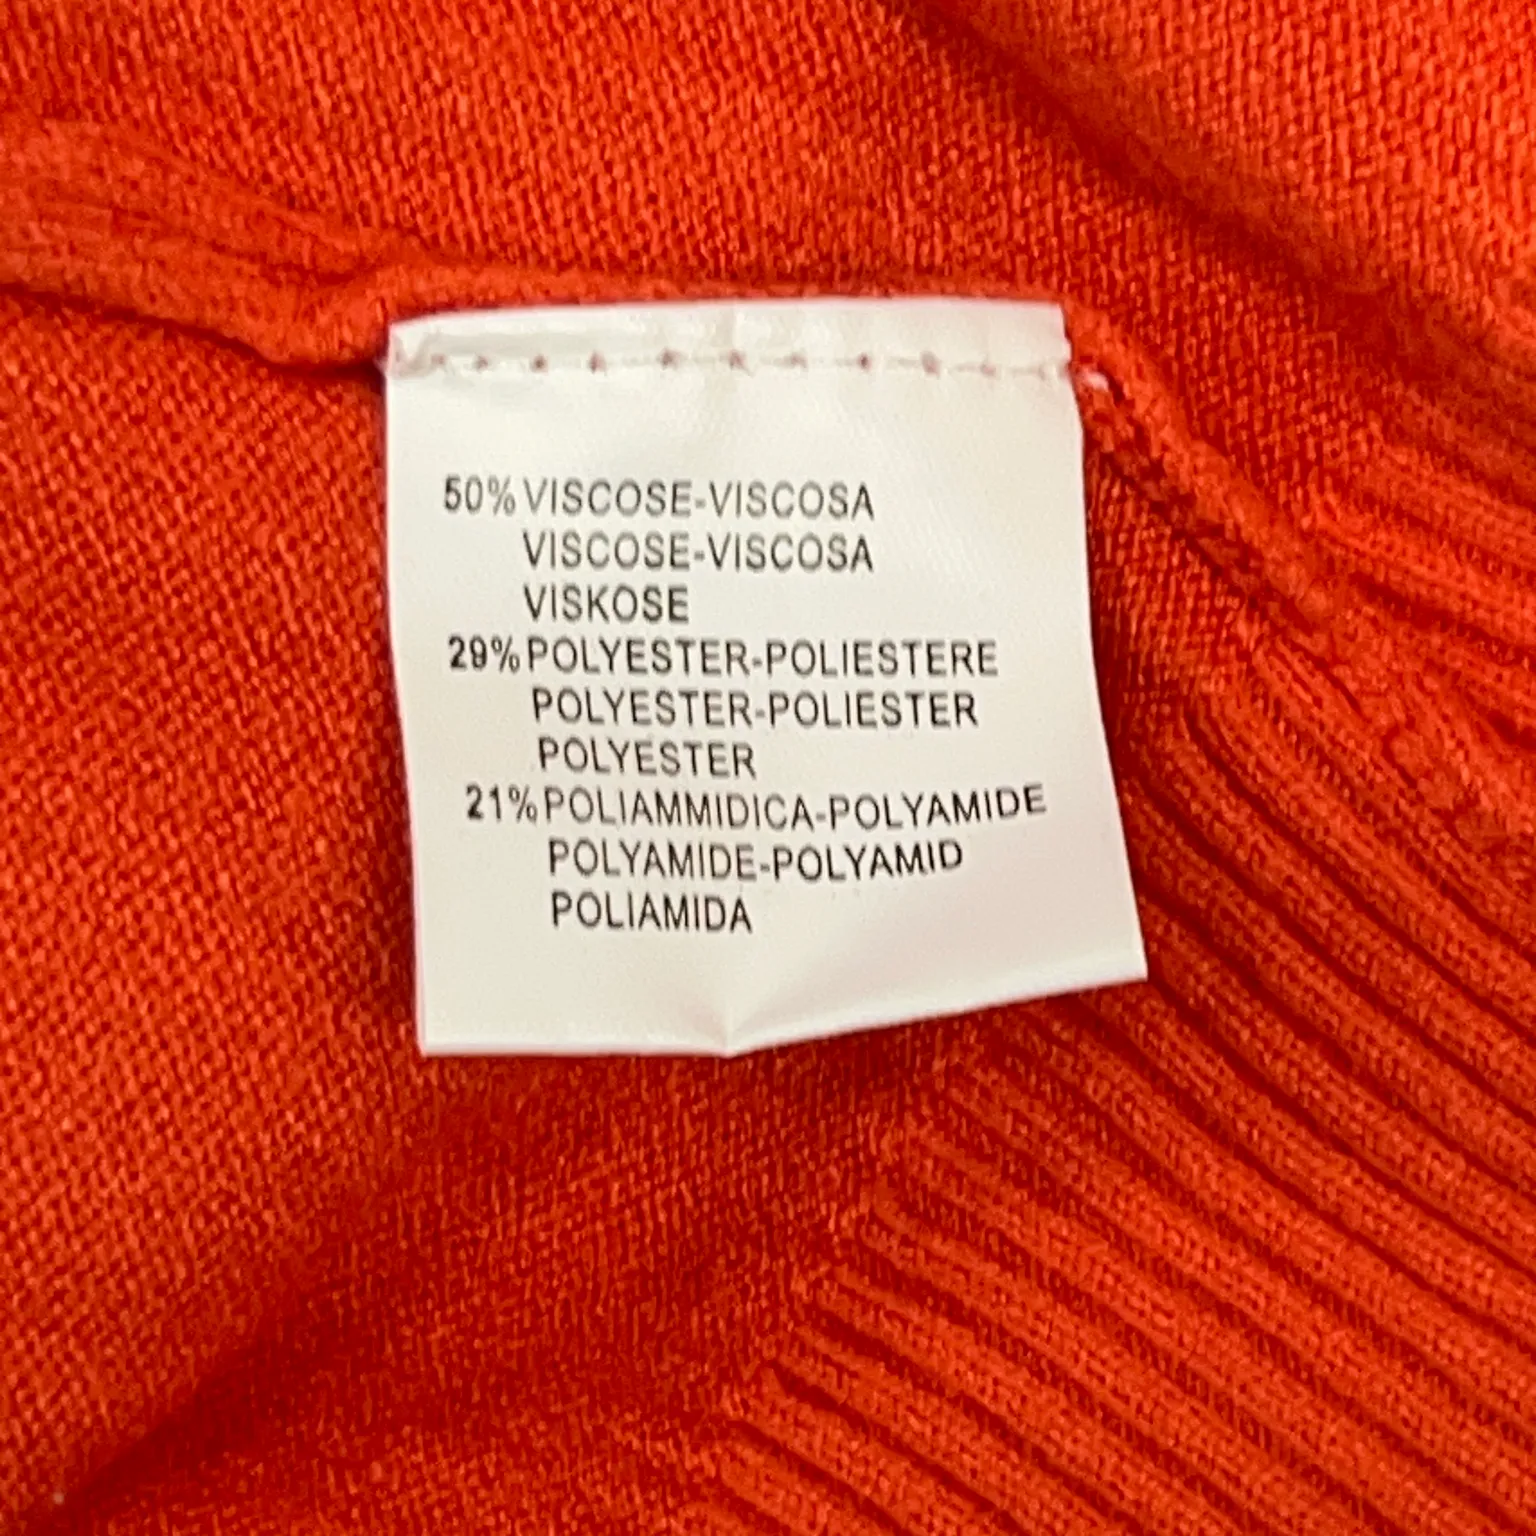 50% VISCOSE-VISCOSA
VISCOSE-VISCOSA
VISKOSE
29% POLYESTER-POLIESTERE
POLYESTER-POLIESTER
POLYESTER
21% POLIAMMIDICA-POLYAMIDE
POLYAMIDE-POLYAMID
POLIAMIDA